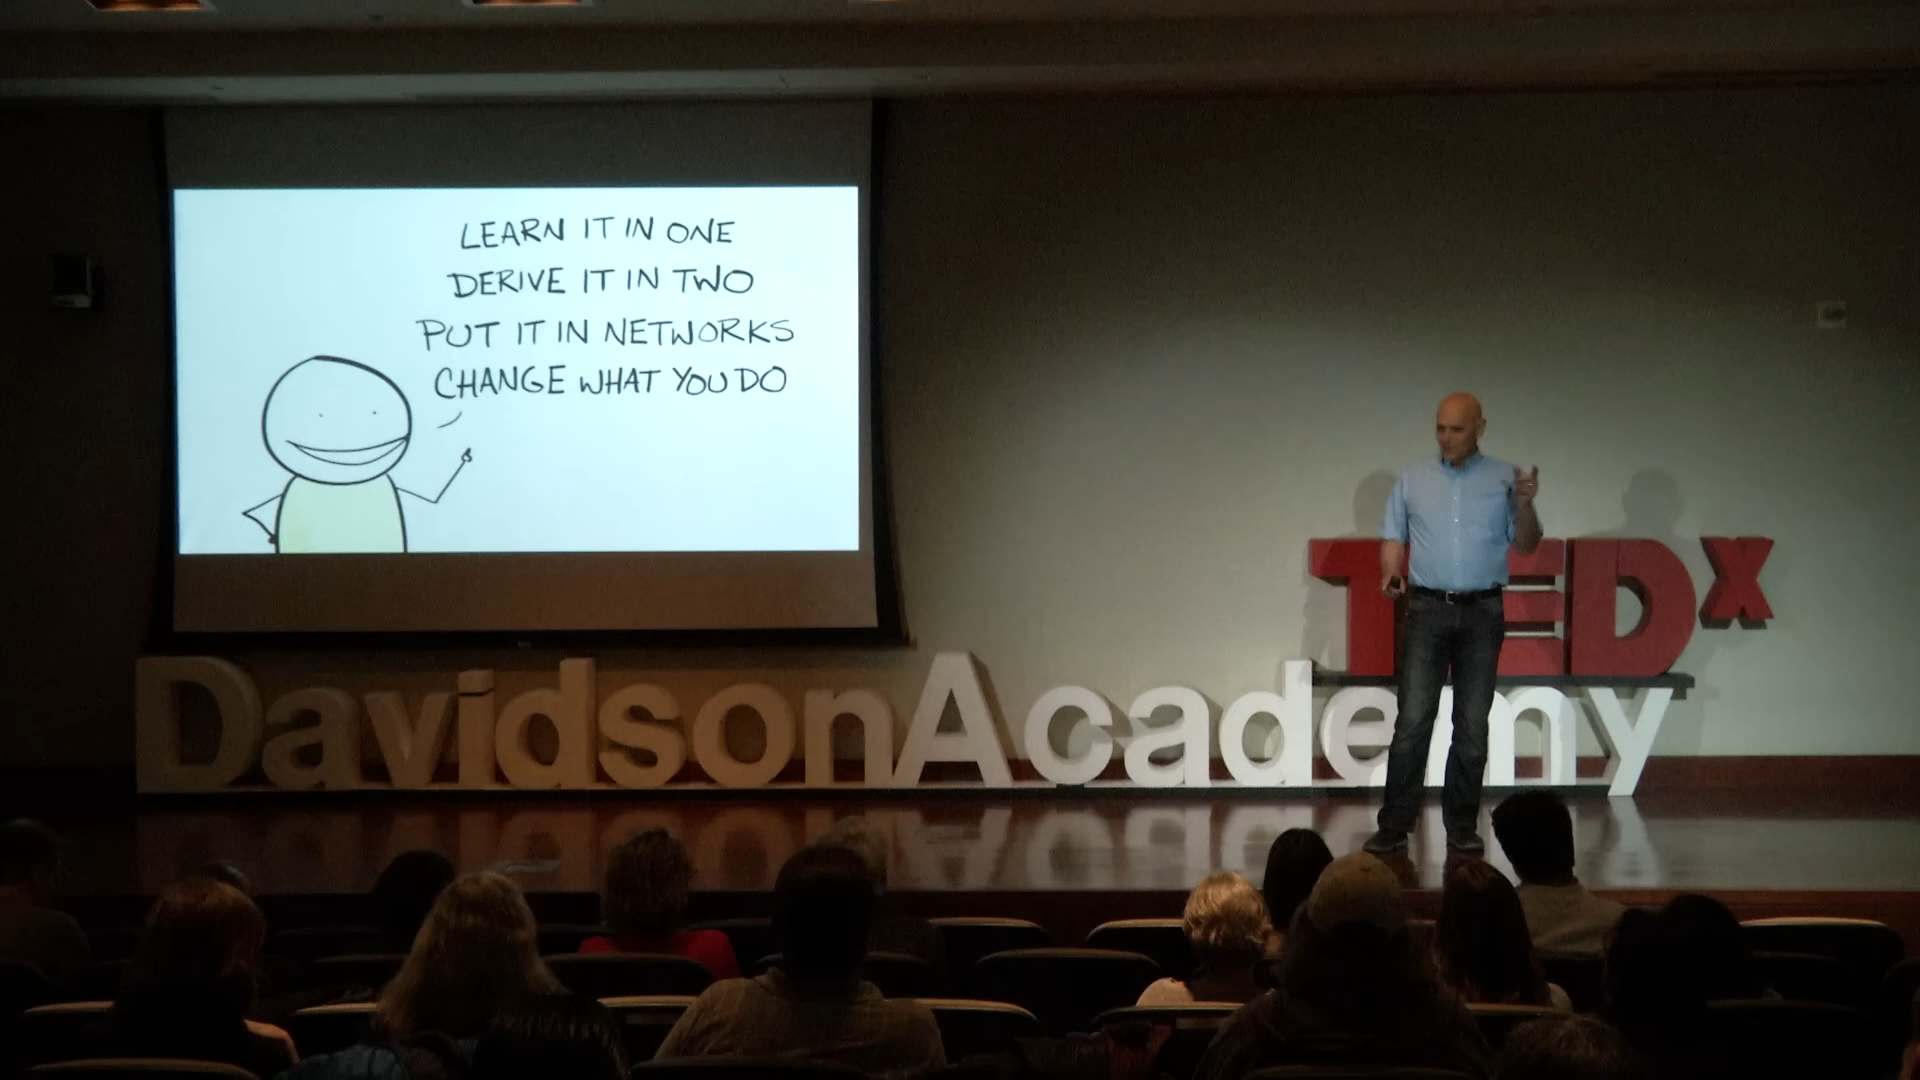 LEARN IT IN ONE
DERIVE IT IN TWO
PUT IT IN NETWORKS
CHANGE WHAT YOU DO
TEDx
DavidsonAcademy